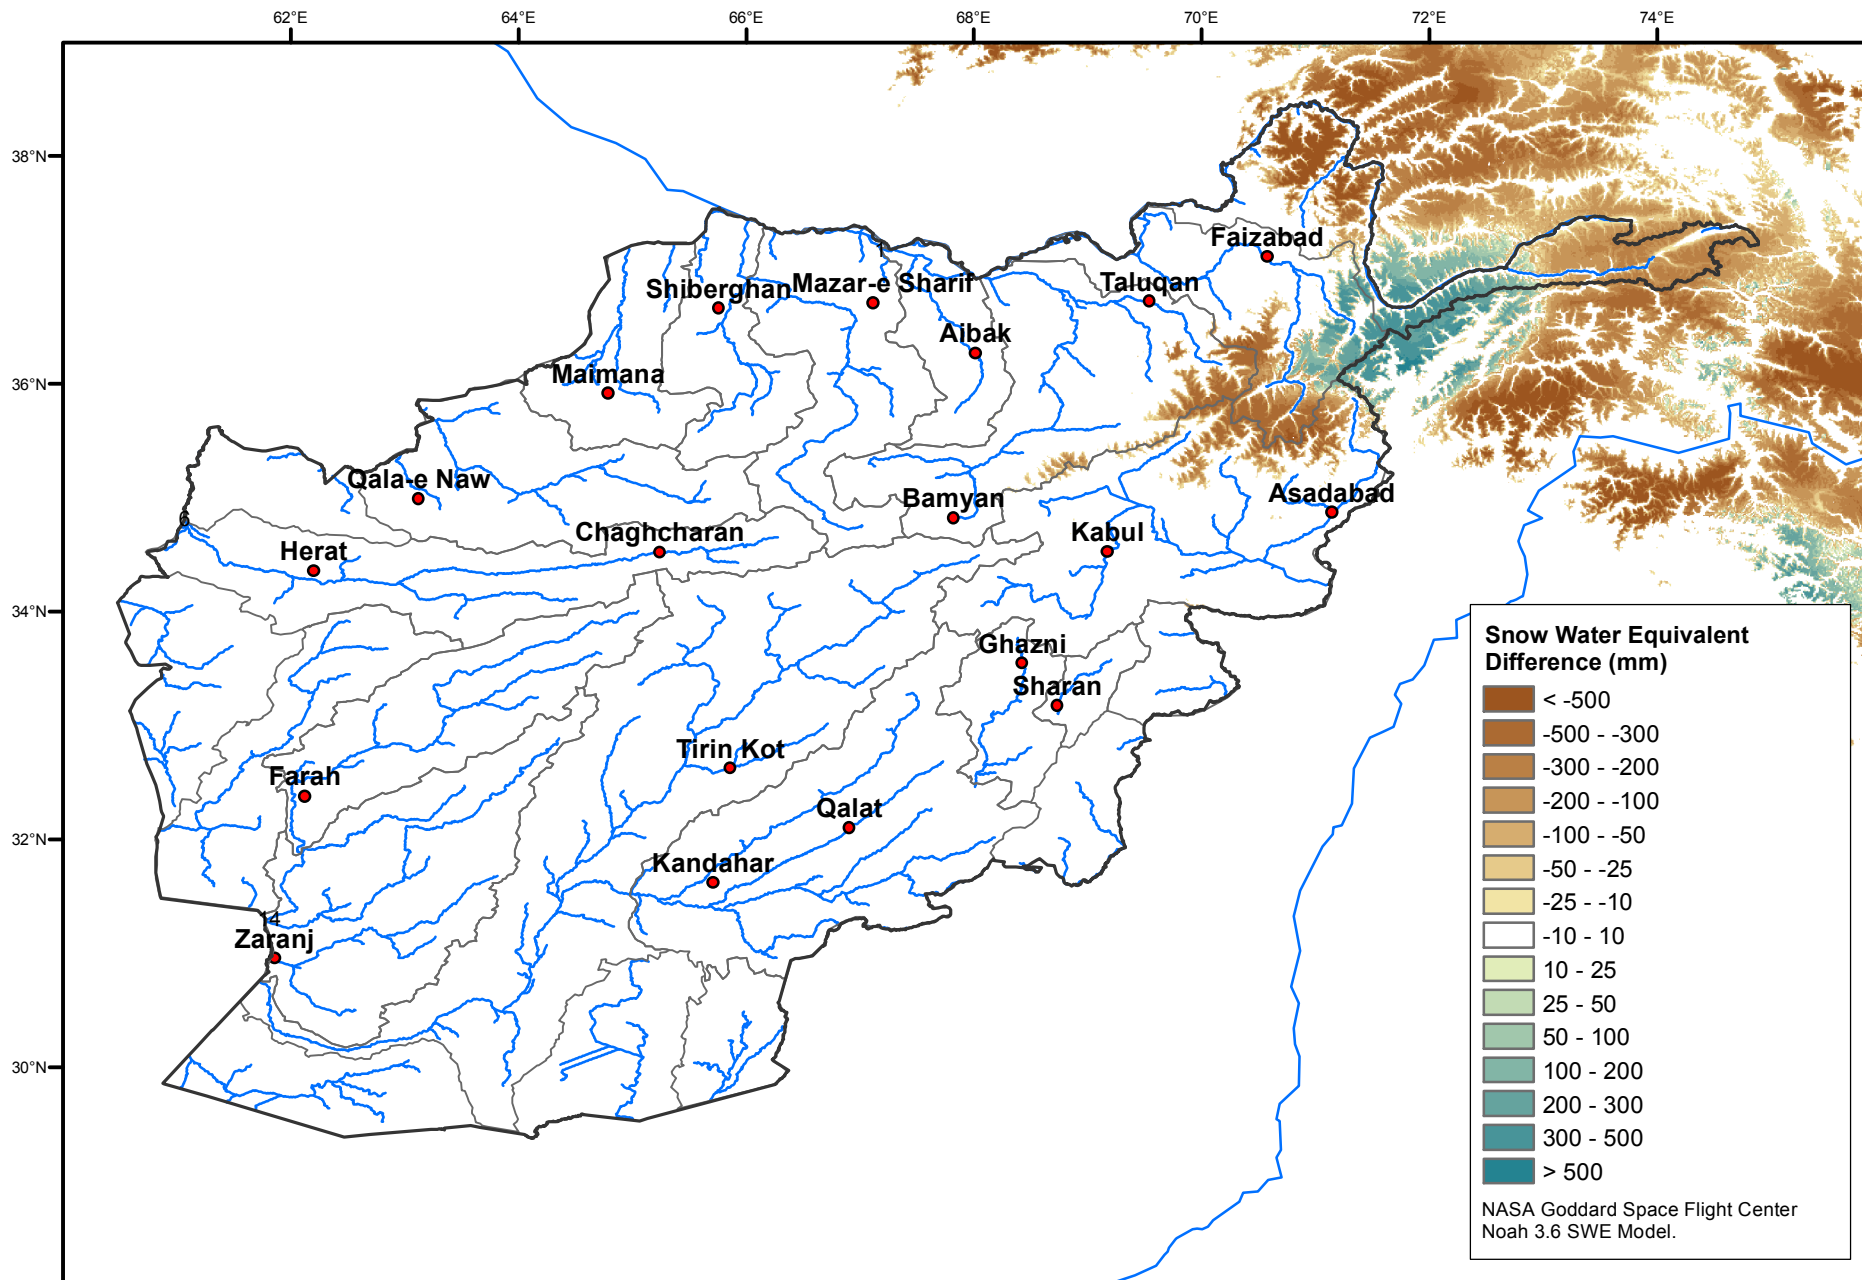 62°E
64°E
66°E
68°E
70°E
72°E
74°E
38°N
36°N
34°N
32°N
30°N
Faizabad
Shiberghan
Mazar-e Sharif
Taluqan
Aibak
Maimana
Qala-e Naw
Bamyan
Asadabad
6
Chaghcharan
Kabul
Herat
Ghazni
Sharan
Tirin Kot
Farah
Qalat
Kandahar
14
Zaranj
Snow Water Equivalent
Difference (mm)
< -500
-500 - -300
-300 - -200
-200 - -100
-100 - -50
-50 - -25
-25 - -10
-10 - 10
10 - 25
25 - 50
50 - 100
100 - 200
200 - 300
300 - 500
> 500
NASA Goddard Space Flight Center
Noah 3.6 SWE Model.